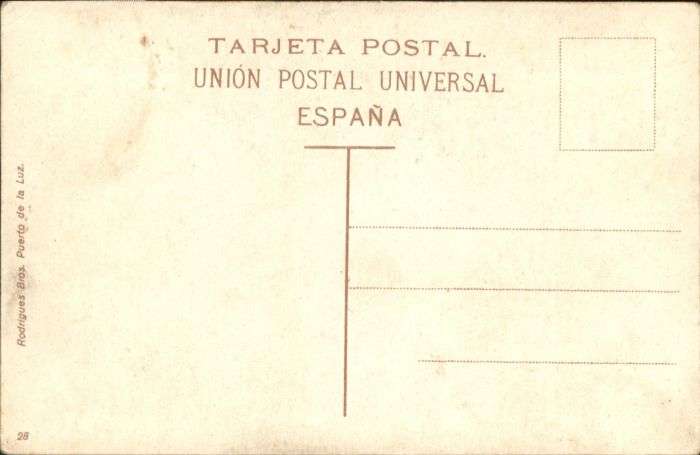 TARJETA POSTAL.
UNIÓN POSTAL UNIVERSAL
ESPAÑA
Rodrigues Bros. Puerto de la Luz.
28